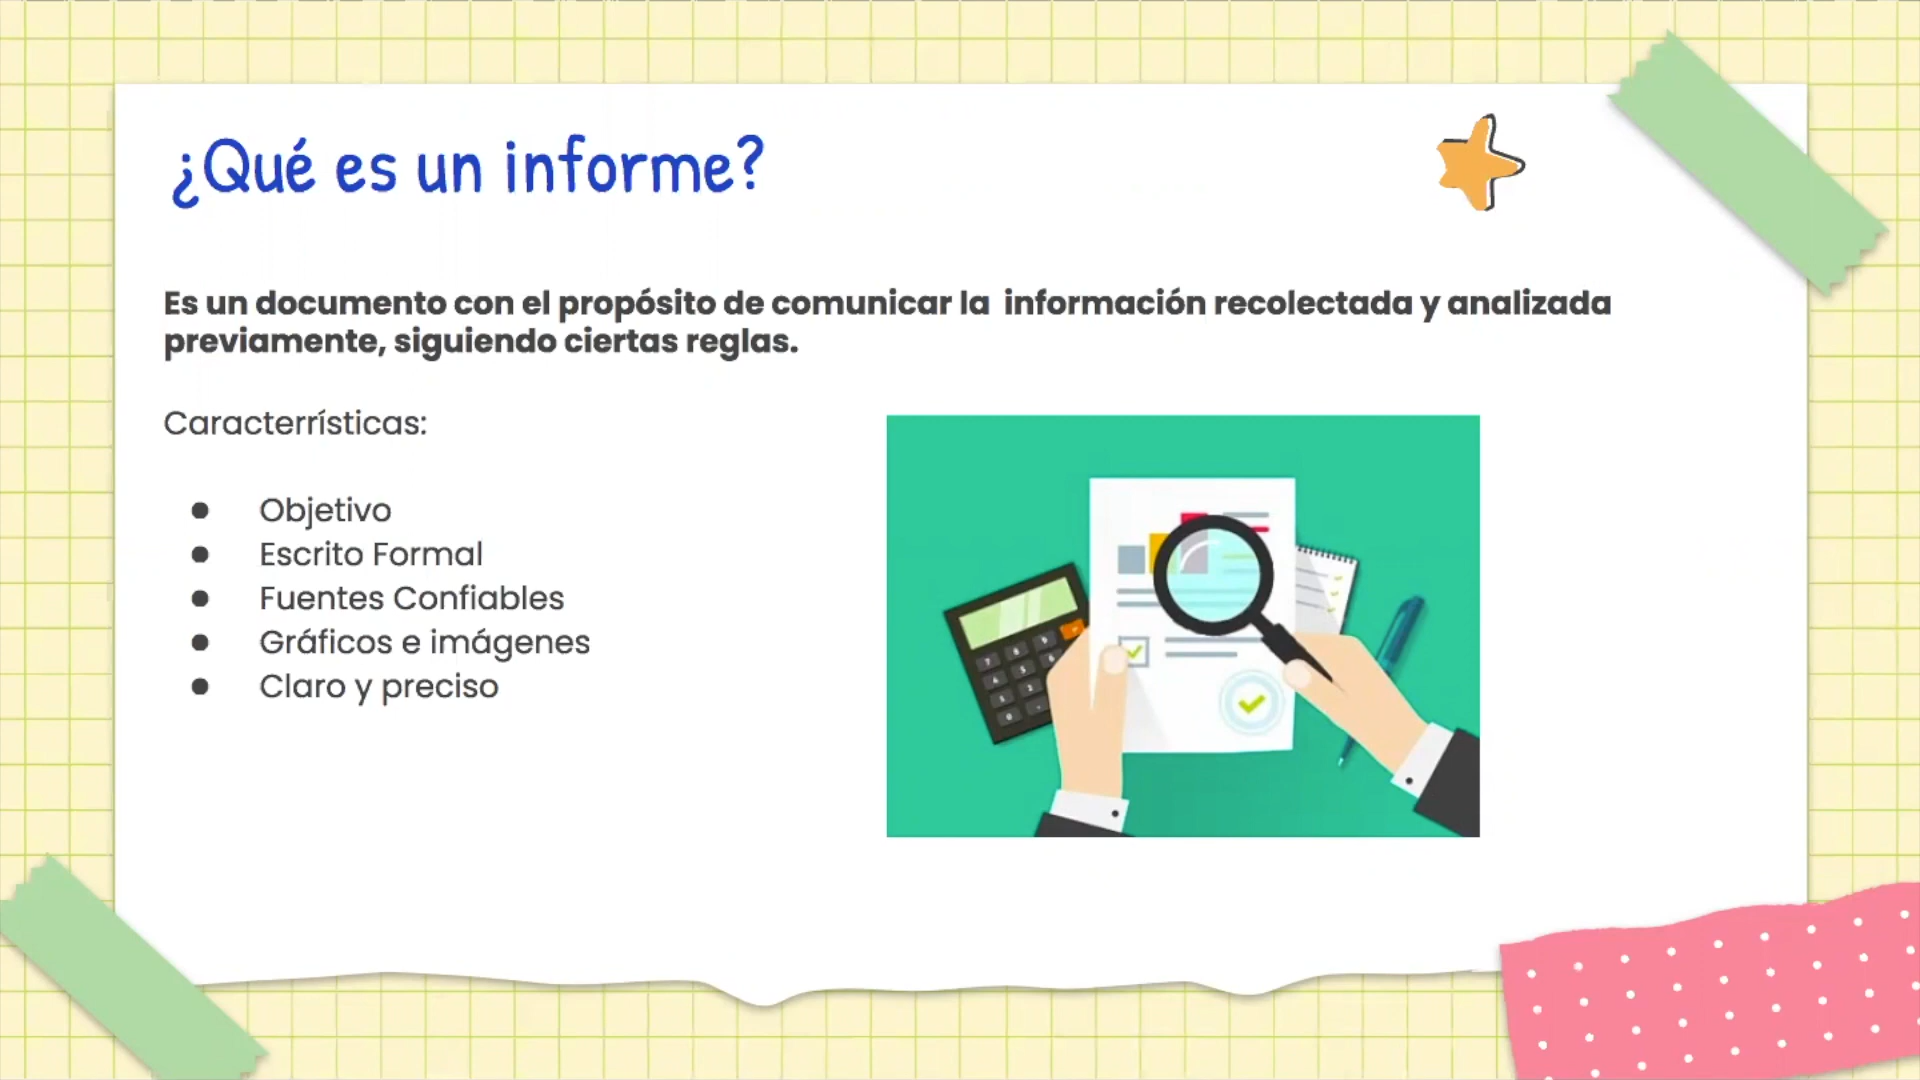 ¿Qué es un informe?
Es un documento con el propósito de comunicar la información recolectada y analizada
previamente, siguiendo ciertas reglas.
Caracterrísticas:
● Objetivo
● Escrito Formal
● Fuentes Confiables
● Gráficos e imágenes
● Claro y preciso